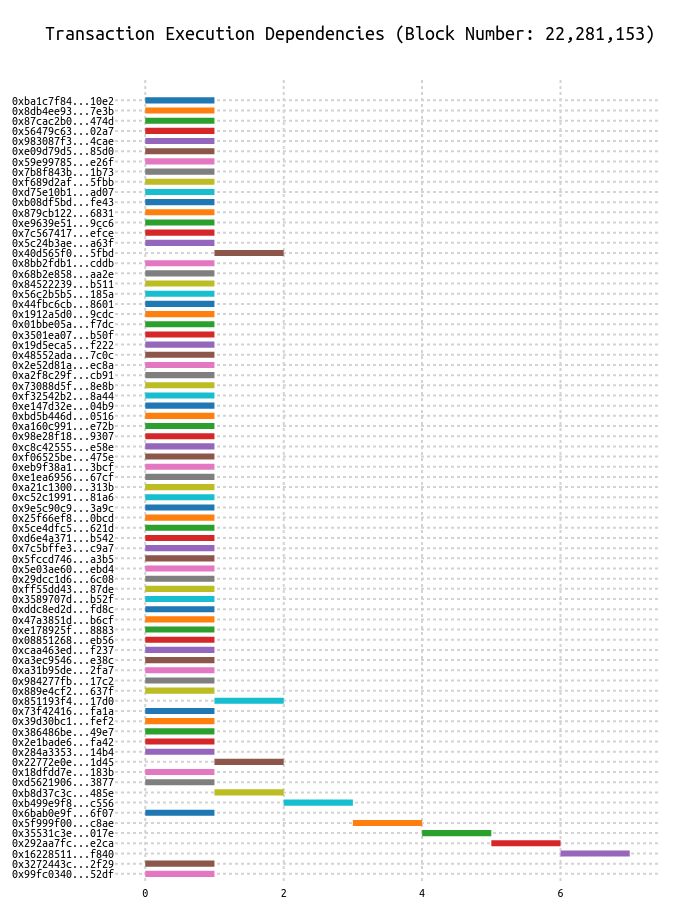 Transaction Execution Dependencies (Block Number: 22,281,153)
0xba1c7f84...10e2
0x8db4ee93...7e3b
0x87cac2b0...474d
0x56479c63...02a7
0x983087f3...4cae
0xe09d79d5...85d0
0x59e99785...e26f
0x7b8f843b...1b73
0xf689d2af...5fbb
0xd75e10b1...ad07
0xb08df5bd...fe43
0x879cb122...6831
0xe9639e51...9cc6
0x7c567417...efce
0x5c24b3ae...a63f
0x40d565f0...5fbd
0x8bb2fdb1...cddb
0x68b2e858...aa2e
0x84522239...b511
0x56c2b5b5...185a
0x44fbc6cb...8601
0x1912a5d0...9cdc
0x01bbe05a...f7dc
0x3501ea07...b50f
0x19d5eca5...f222
0x48552ada...7c0c
0x2e52d81a...ec8a
0xa2f8c29f...cb91
0x73088d5f...8e8b
0xf32542b2...8a44
0xe147d32e...04b9
0xbd5b446d...0516
0xa160c991...e72b
0x98e28f18...9307
0xc8c42555...e58e
0xf06525be...475e
0xeb9f38a1...3bcf
0xe1ea6956...67cf
0xa21c1300...313b
0xc52c1991...81a6
0x9e5c90c9...3a9c
0x25f66ef8...0bcd
0x5ce4dfc5...621d
0xd6e4a371...b542
0x7c5bffe3...c9a7
0x5fccd746...a3b5
0x5e03ae60...ebd4
0x29dcc1d6...6c08
0xff55dd43...87de
0x3589707d...b52f
0xddc8ed2d...fd8c
0x47a3851d...b6cf
0xe178925f...8883
0x08851268...eb56
0xcaa463ed...f237
0xa3ec9546...e38c
0xa31b95de...2fa7
0x984277fb...17c2
0x889e4cf2...637f
0x851193f4...17d0
0x73f42416...fa1a
0x39d30bc1...fef2
0x386486be...49e7
0x2e1bade6...fa42
0x284a3353...14b4
0x22772e0e...1d45
0x18dfdd7e...183b
0xd5621906...3877
0xb8d37c3c...485e
0xb499e9f8...c556
0x6bab0e9f...6f07
0x5f999f00...c8ae
0x35531c3e...017e
0x292aa7fc...e2ca
0x16228511...f840
0x3272443c...2f29
0x99fc0340...52df
0 2 4 6